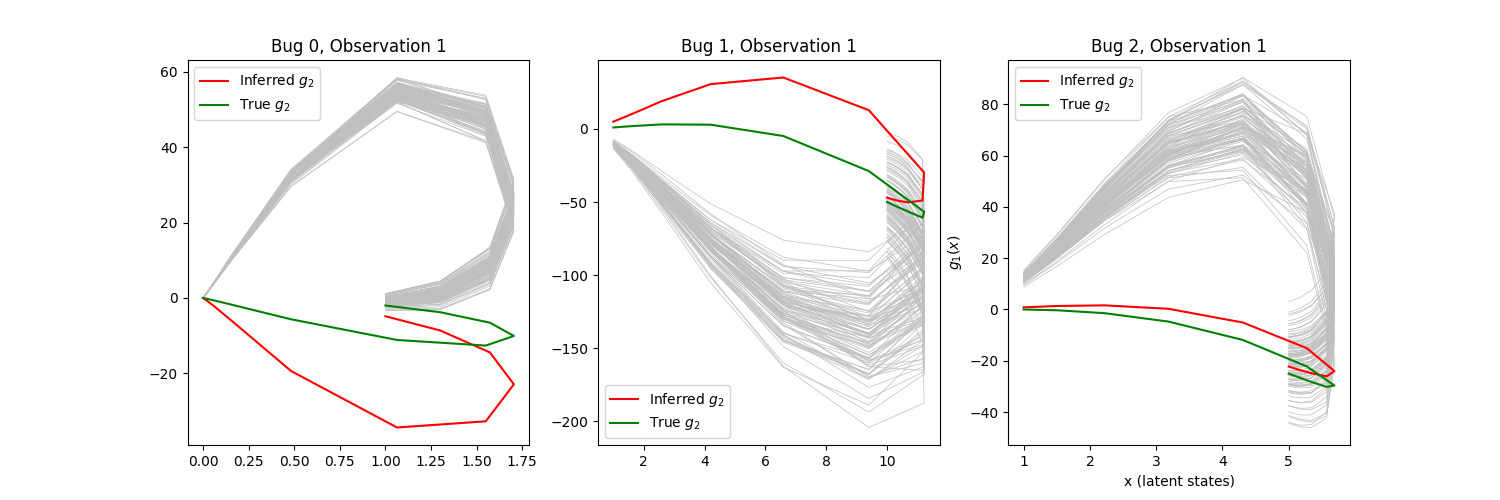 Bug 0, Observation 1
Inferred g2
True g2
60
40
20
0
−20
0.00 0.25 0.50 0.75 1.00 1.25 1.50 1.75
Bug 1, Observation 1
0
−50
−100
−150
−200
Inferred g2
True g2
2 4 6 8 10
Bug 2, Observation 1
Inferred g2
True g2
g1(x)
80
60
40
20
0
−20
−40
1 2 3 4 5
x (latent states)